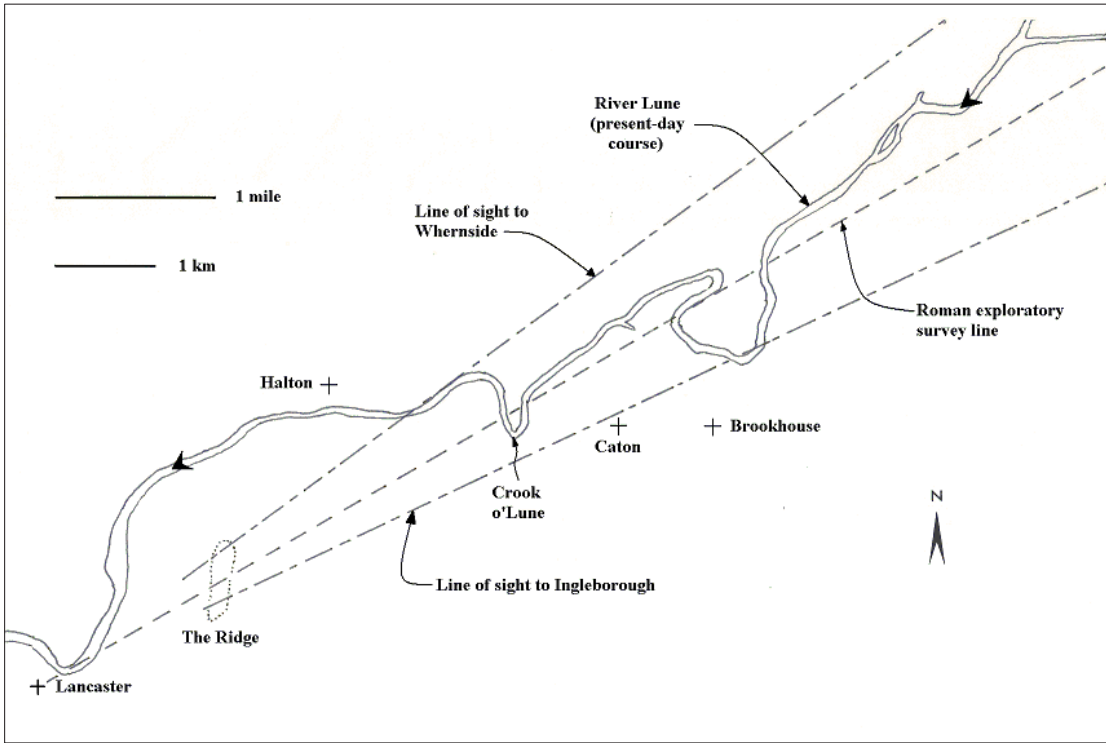 River Lune
(present-day
course)
1 mile
Line of sight to
Whernside
1 km
Roman exploratory
survey line
Halton
Caton
Brookhouse
Crook
o'Lune
N
Line of sight to Ingleborough
The Ridge
Lancaster